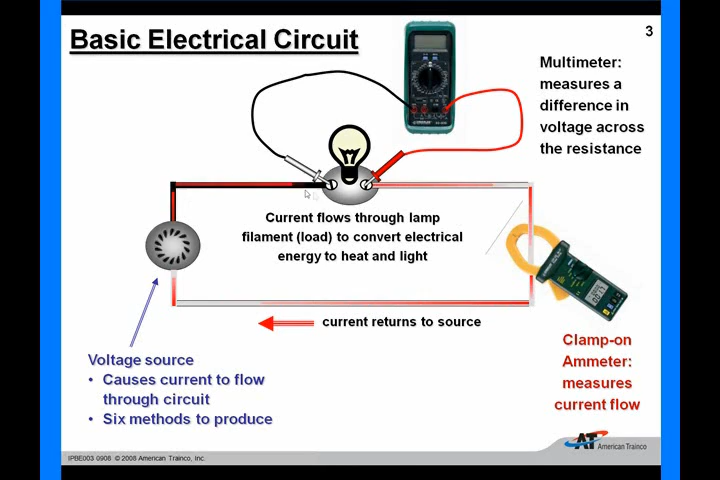 Basic Electrical Circuit
3
Multimeter:
measures a
difference in
voltage across
the resistance
Current flows through lamp
filament (load) to convert electrical
energy to heat and light
current returns to source
Voltage source
• Causes current to flow
through circuit
• Six methods to produce
Clamp-on
Ammeter:
measures
current flow
AT American Trainco
IPBE003 0908 © 2008 American Trainco, Inc.